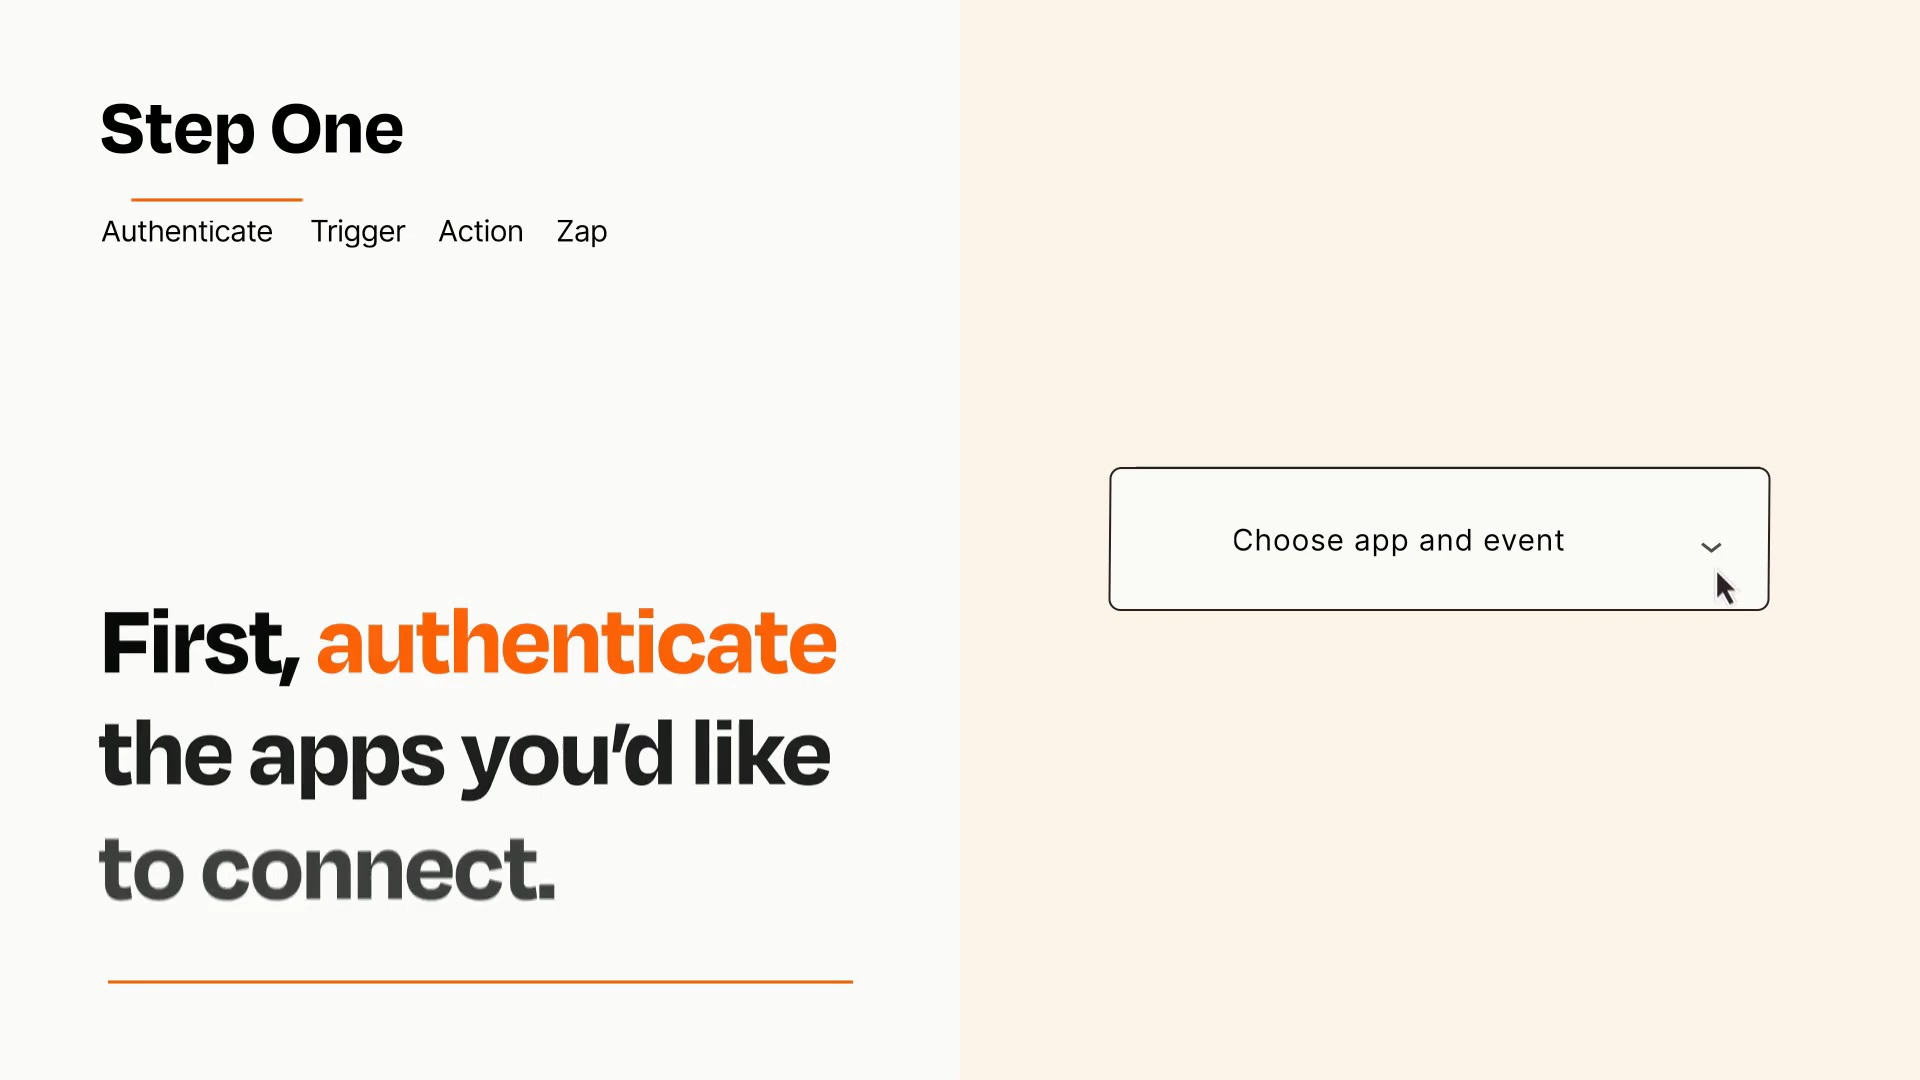 Step One
Authenticate Trigger Action Zap
First, authenticate
the apps you’d like
to connect.
Choose app and event